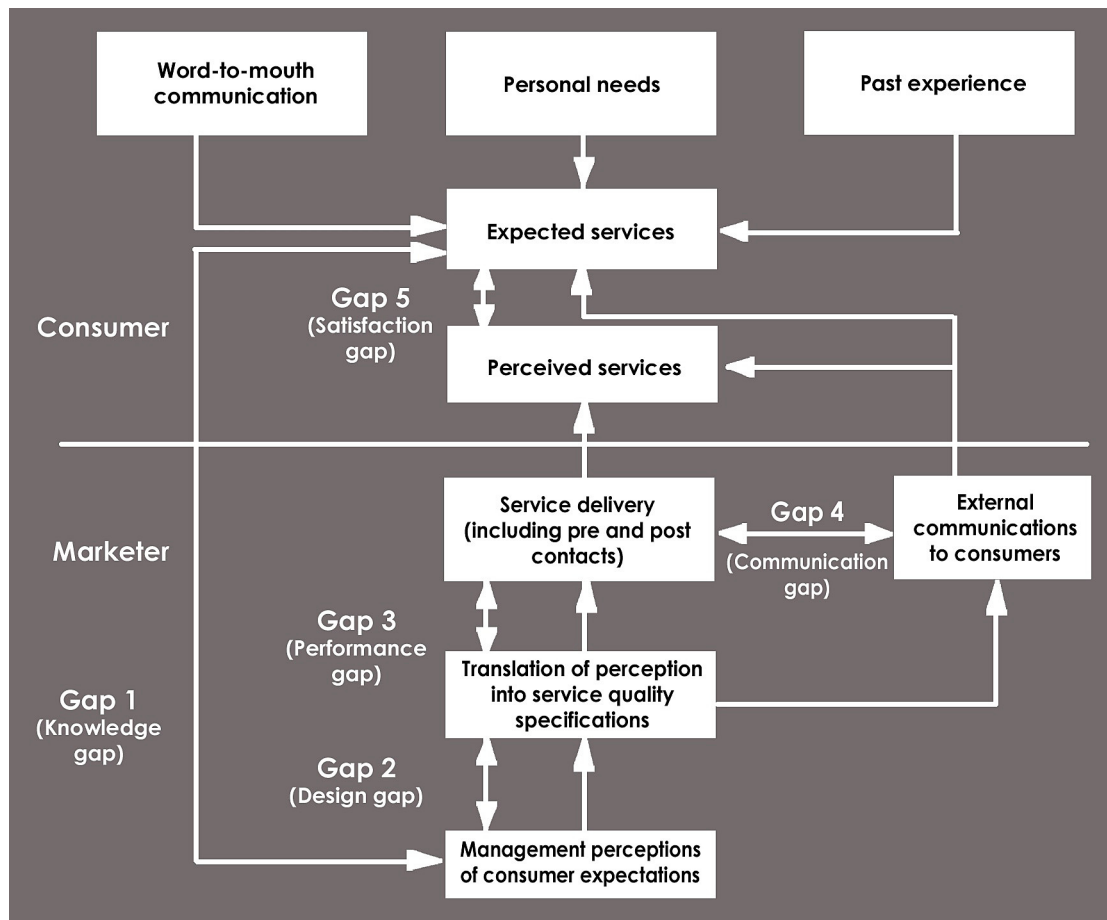 Word-to-mouth
communication
Personal needs
Past experience
Expected services
Gap 5
(Satisfaction
gap)
Consumer
Perceived services
Service delivery
(including pre and post
contacts)
Gap 4
(Communication
gap)
External
communications
to consumers
Marketer
Gap 3
(Performance
gap)
Translation of perception
into service quality
specifications
Gap 1
(Knowledge
gap)
Gap 2
(Design gap)
Management perceptions
of consumer expectations